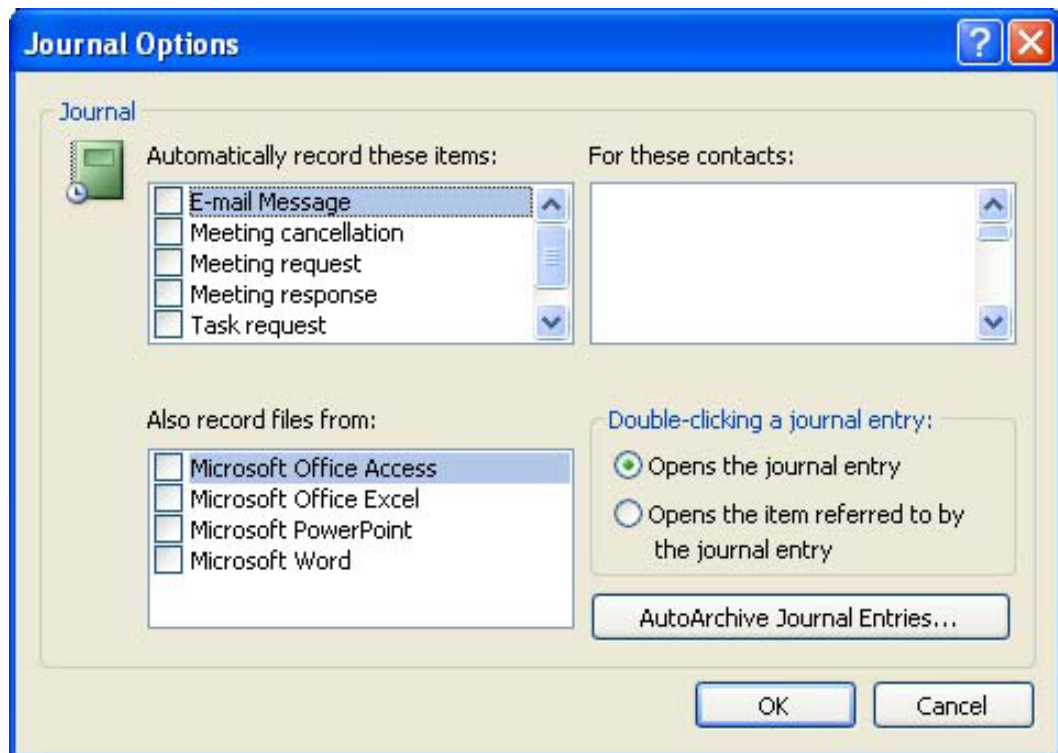 Journal Options
Journal
Automatically record these items:
E-mail Message
Meeting cancellation
Meeting request
Meeting response
Task request
For these contacts:
Also record files from:
Microsoft Office Access
Microsoft Office Excel
Microsoft PowerPoint
Microsoft Word
Double-clicking a journal entry:
Opens the journal entry
Opens the item referred to by
the journal entry
AutoArchive Journal Entries...
OK
Cancel